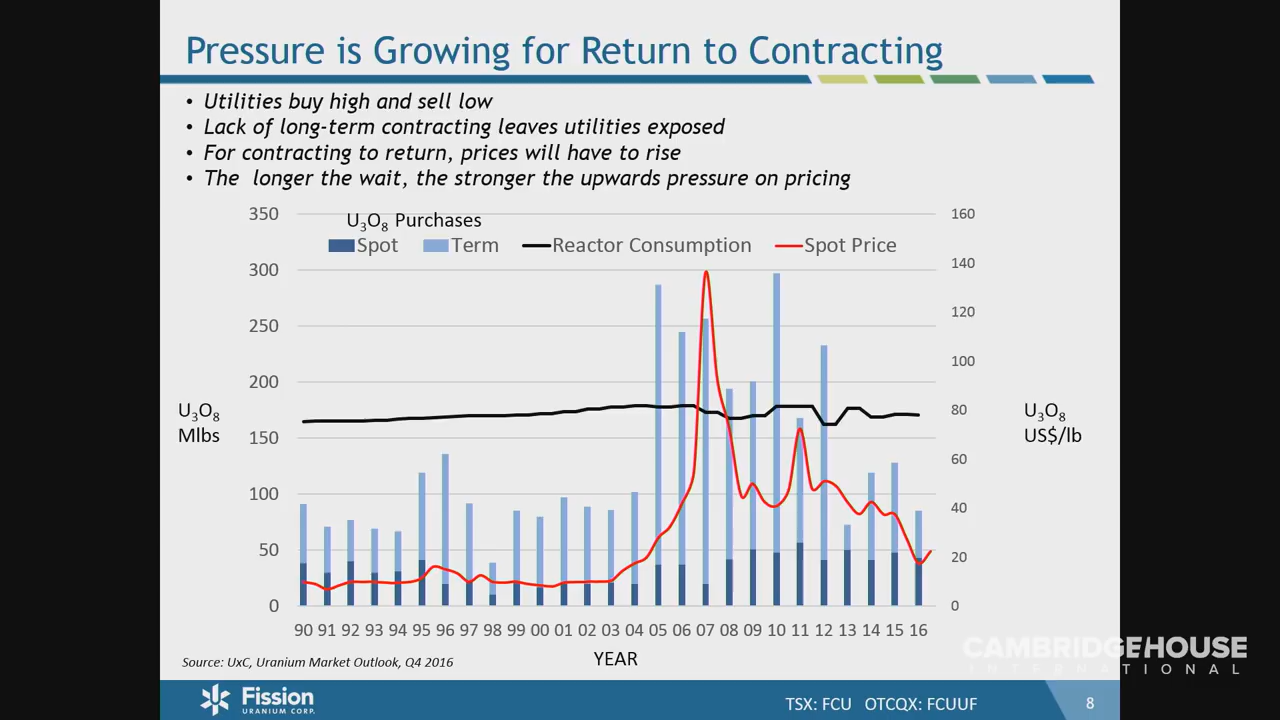 Pressure is Growing for Return to Contracting
• Utilities buy high and sell low
• Lack of long-term contracting leaves utilities exposed
• For contracting to return, prices will have to rise
• The  longer the wait, the stronger the upwards pressure on pricing
U₃O₈ Purchases
Spot Term Reactor Consumption Spot Price
350
300
250
200
150
100
50
0
160
140
120
100
80
60
40
20
0
U₃O₈
Mlbs
U₃O₈
US$/lb
90 91 92 93 94 95 96 97 98 99 00 01 02 03 04 05 06 07 08 09 10 11 12 13 14 15 16
YEAR
Source: UxC, Uranium Market Outlook, Q4 2016
CAMBRIDGEHOUSE
INTERNATIONAL
Fission
URANIUM CORP.
TSX: FCU OTCQX: FCUUF
8